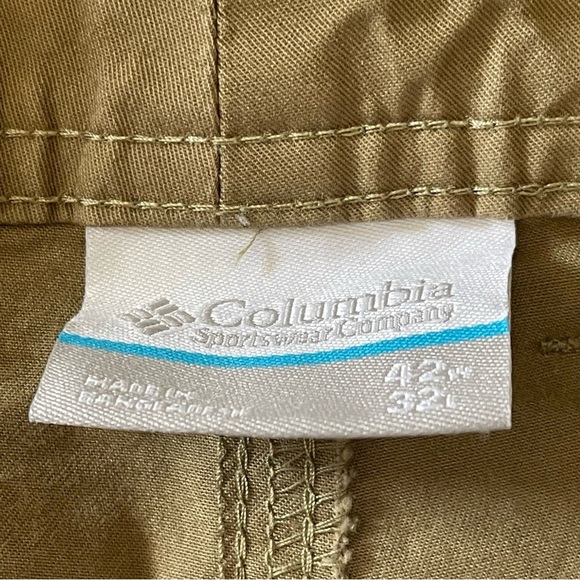 Columbia
Sportswear Company
MADE IN
BANGLADESH
42W
32L